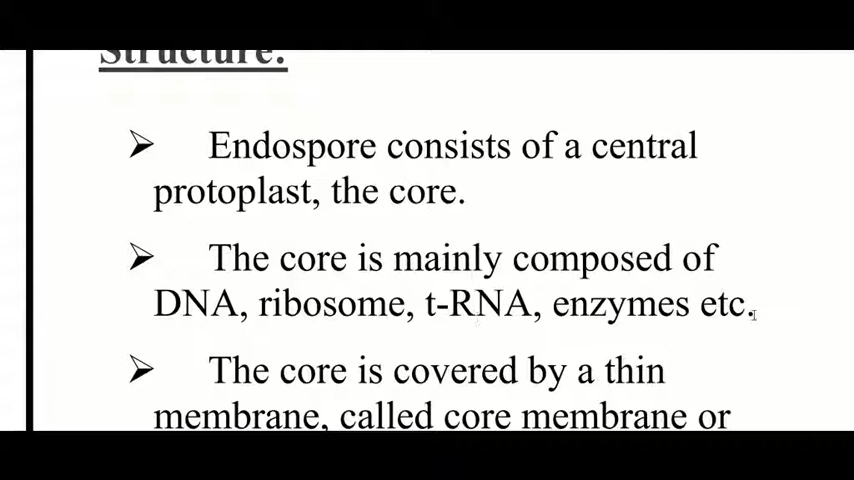 Structure:
➢ Endospore consists of a central
protoplast, the core.
➢ The core is mainly composed of
DNA, ribosome, t-RNA, enzymes etc.
➢ The core is covered by a thin
membrane, called core membrane or